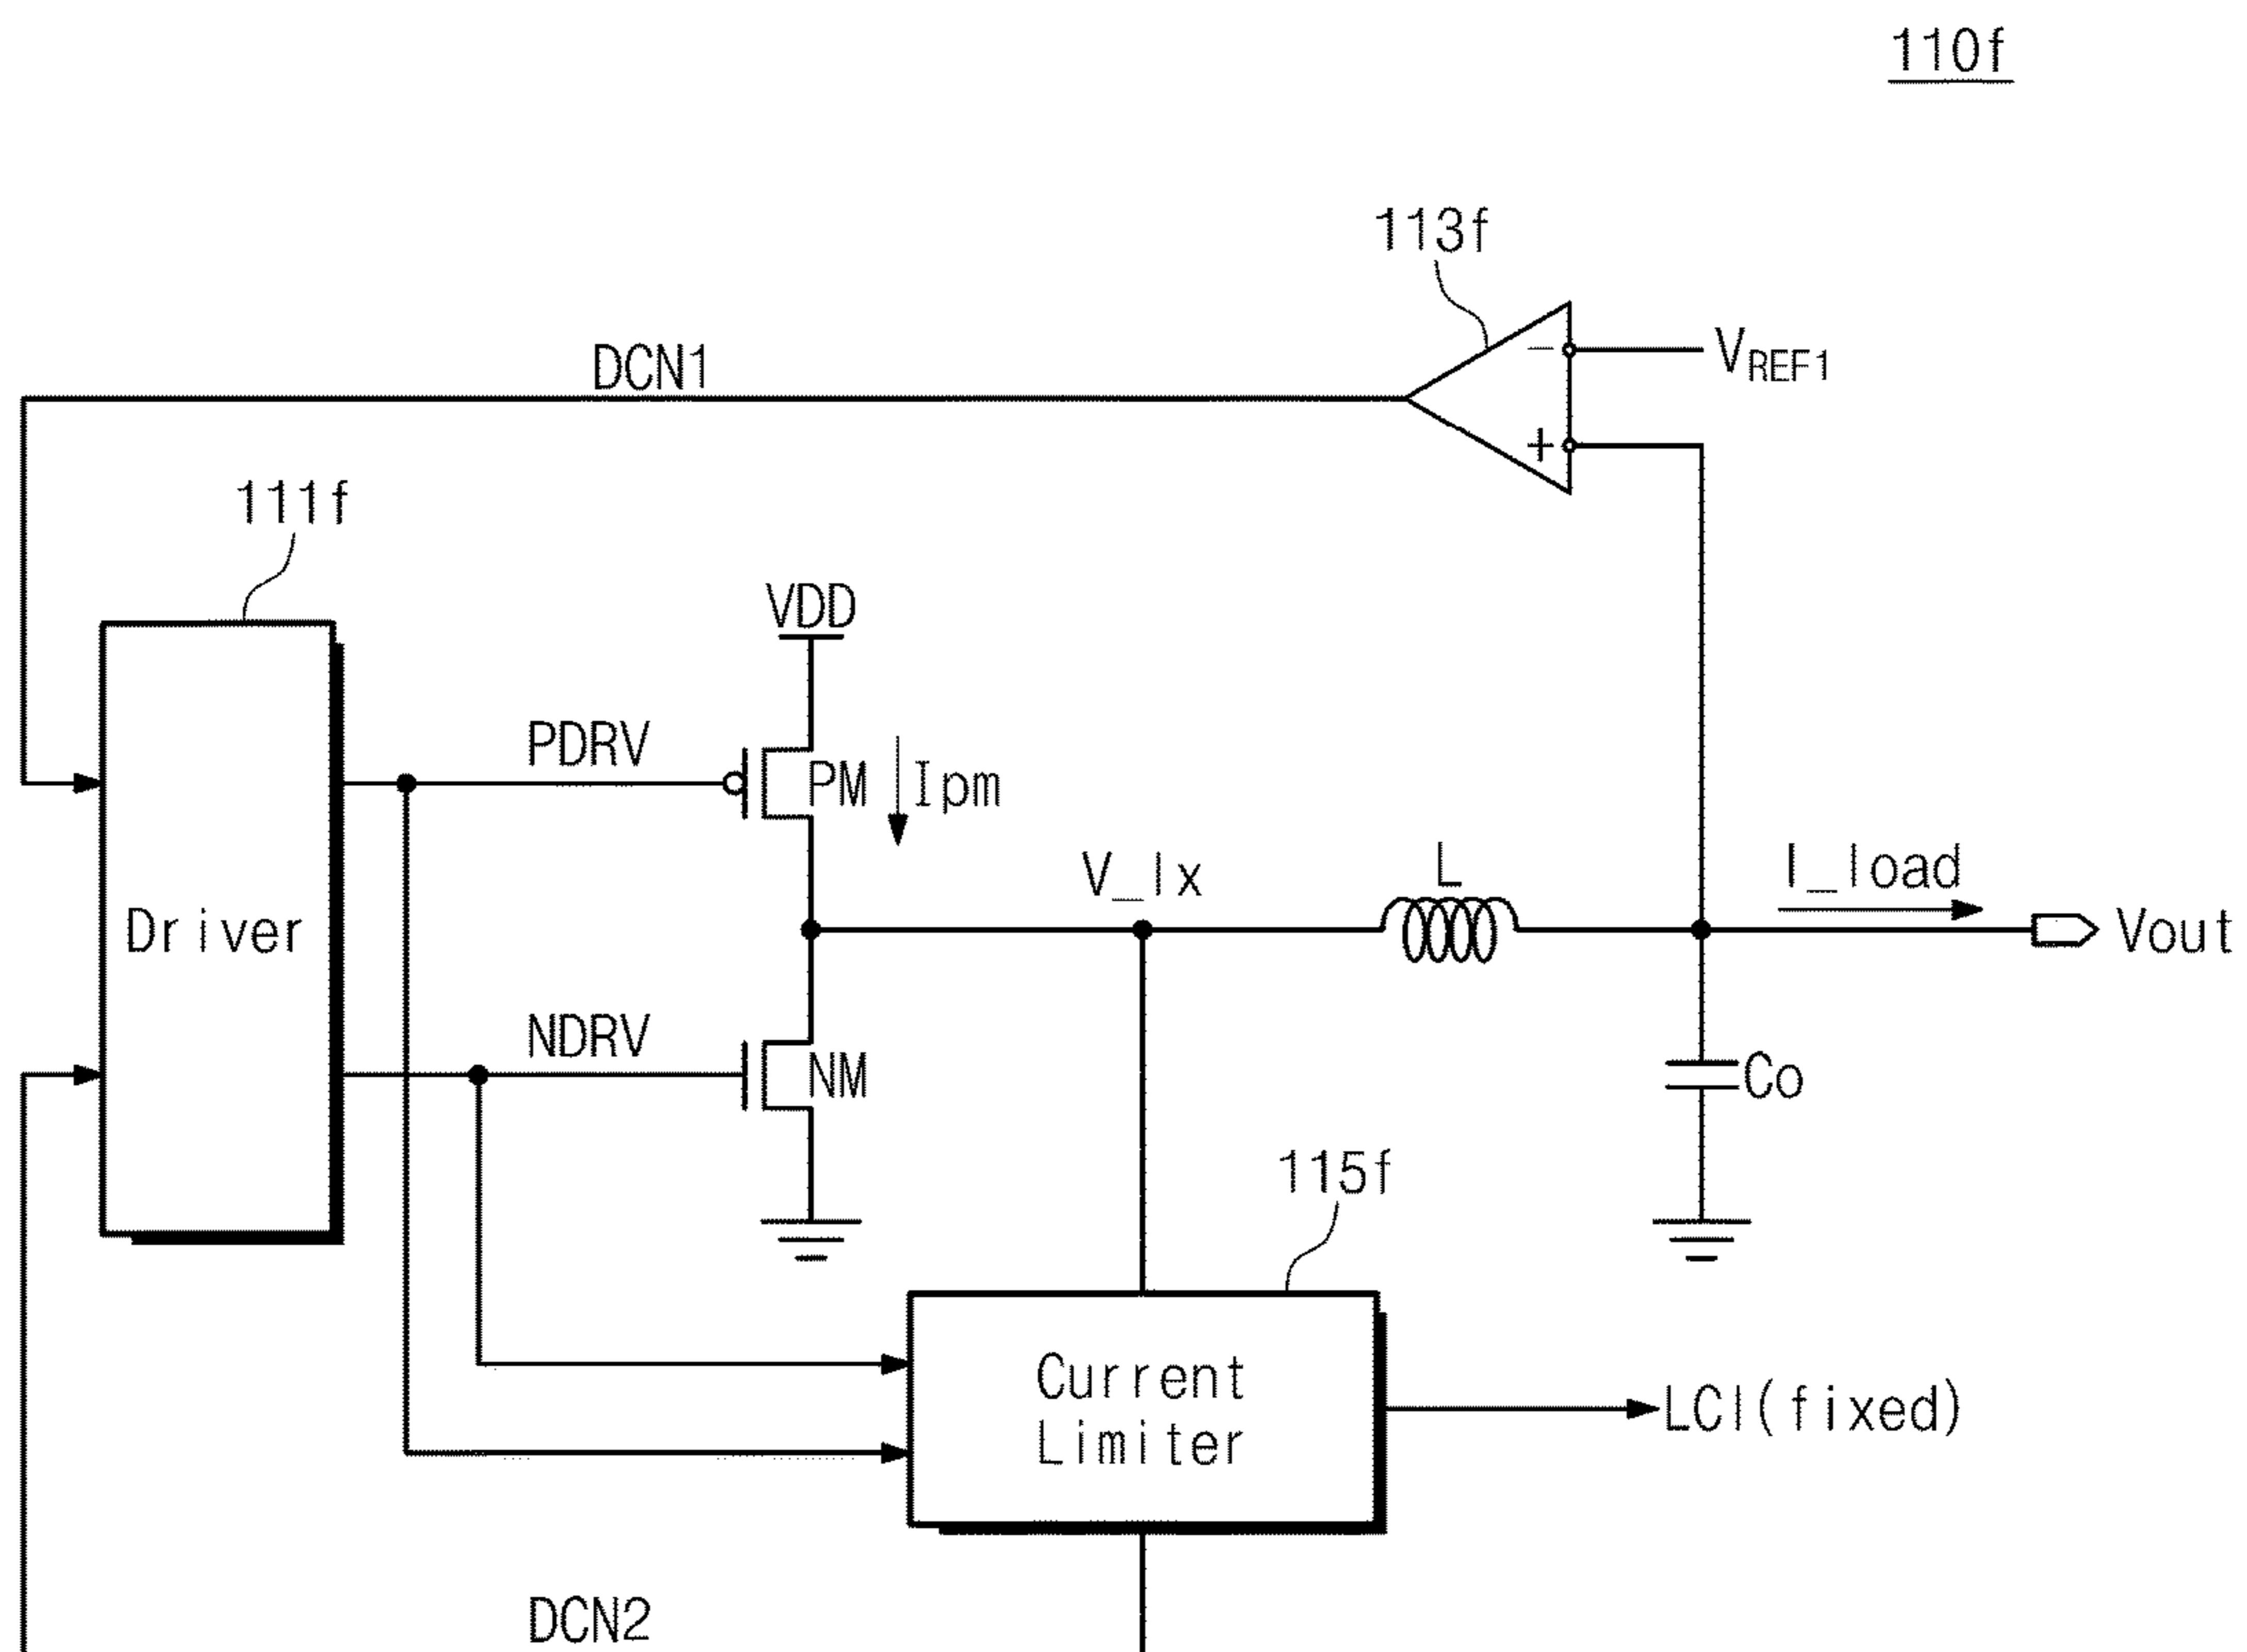 110f
113f
DCN1
−
VREF1
+
111f
VDD
PDRV
PM
Ipm
V_lx
L
I_load
Driver
Vout
NDRV
NM
Co
115f
Current
Limiter
LCI(fixed)
DCN2